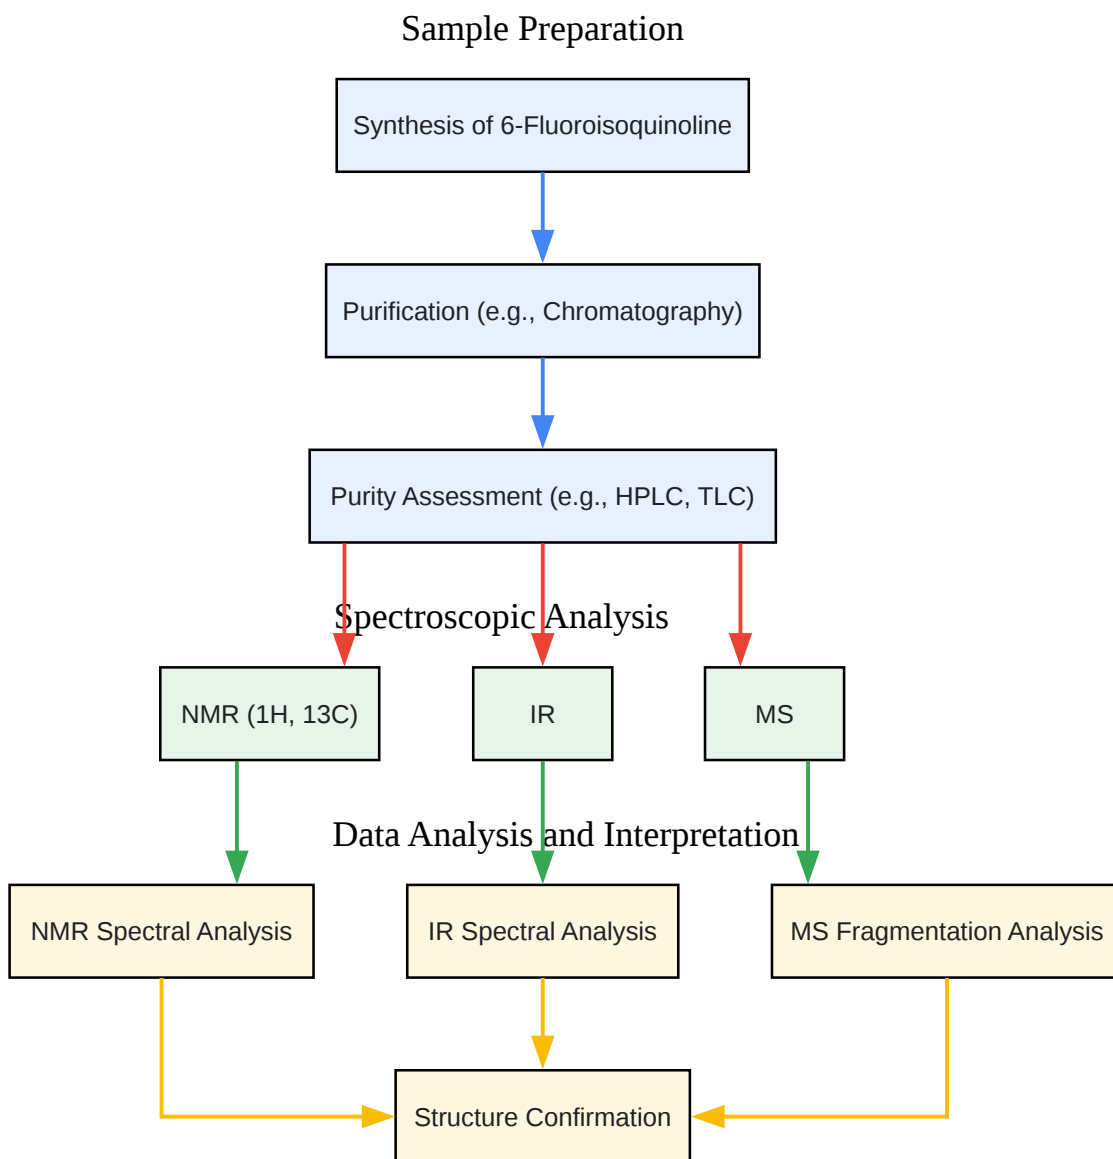 Sample Preparation
Synthesis of 6-Fluoroisoquinoline
Purification (e.g., Chromatography)
Purity Assessment (e.g., HPLC, TLC)
Spectroscopic Analysis
NMR (1H, 13C)
IR
MS
Data Analysis and Interpretation
NMR Spectral Analysis
IR Spectral Analysis
MS Fragmentation Analysis
Structure Confirmation